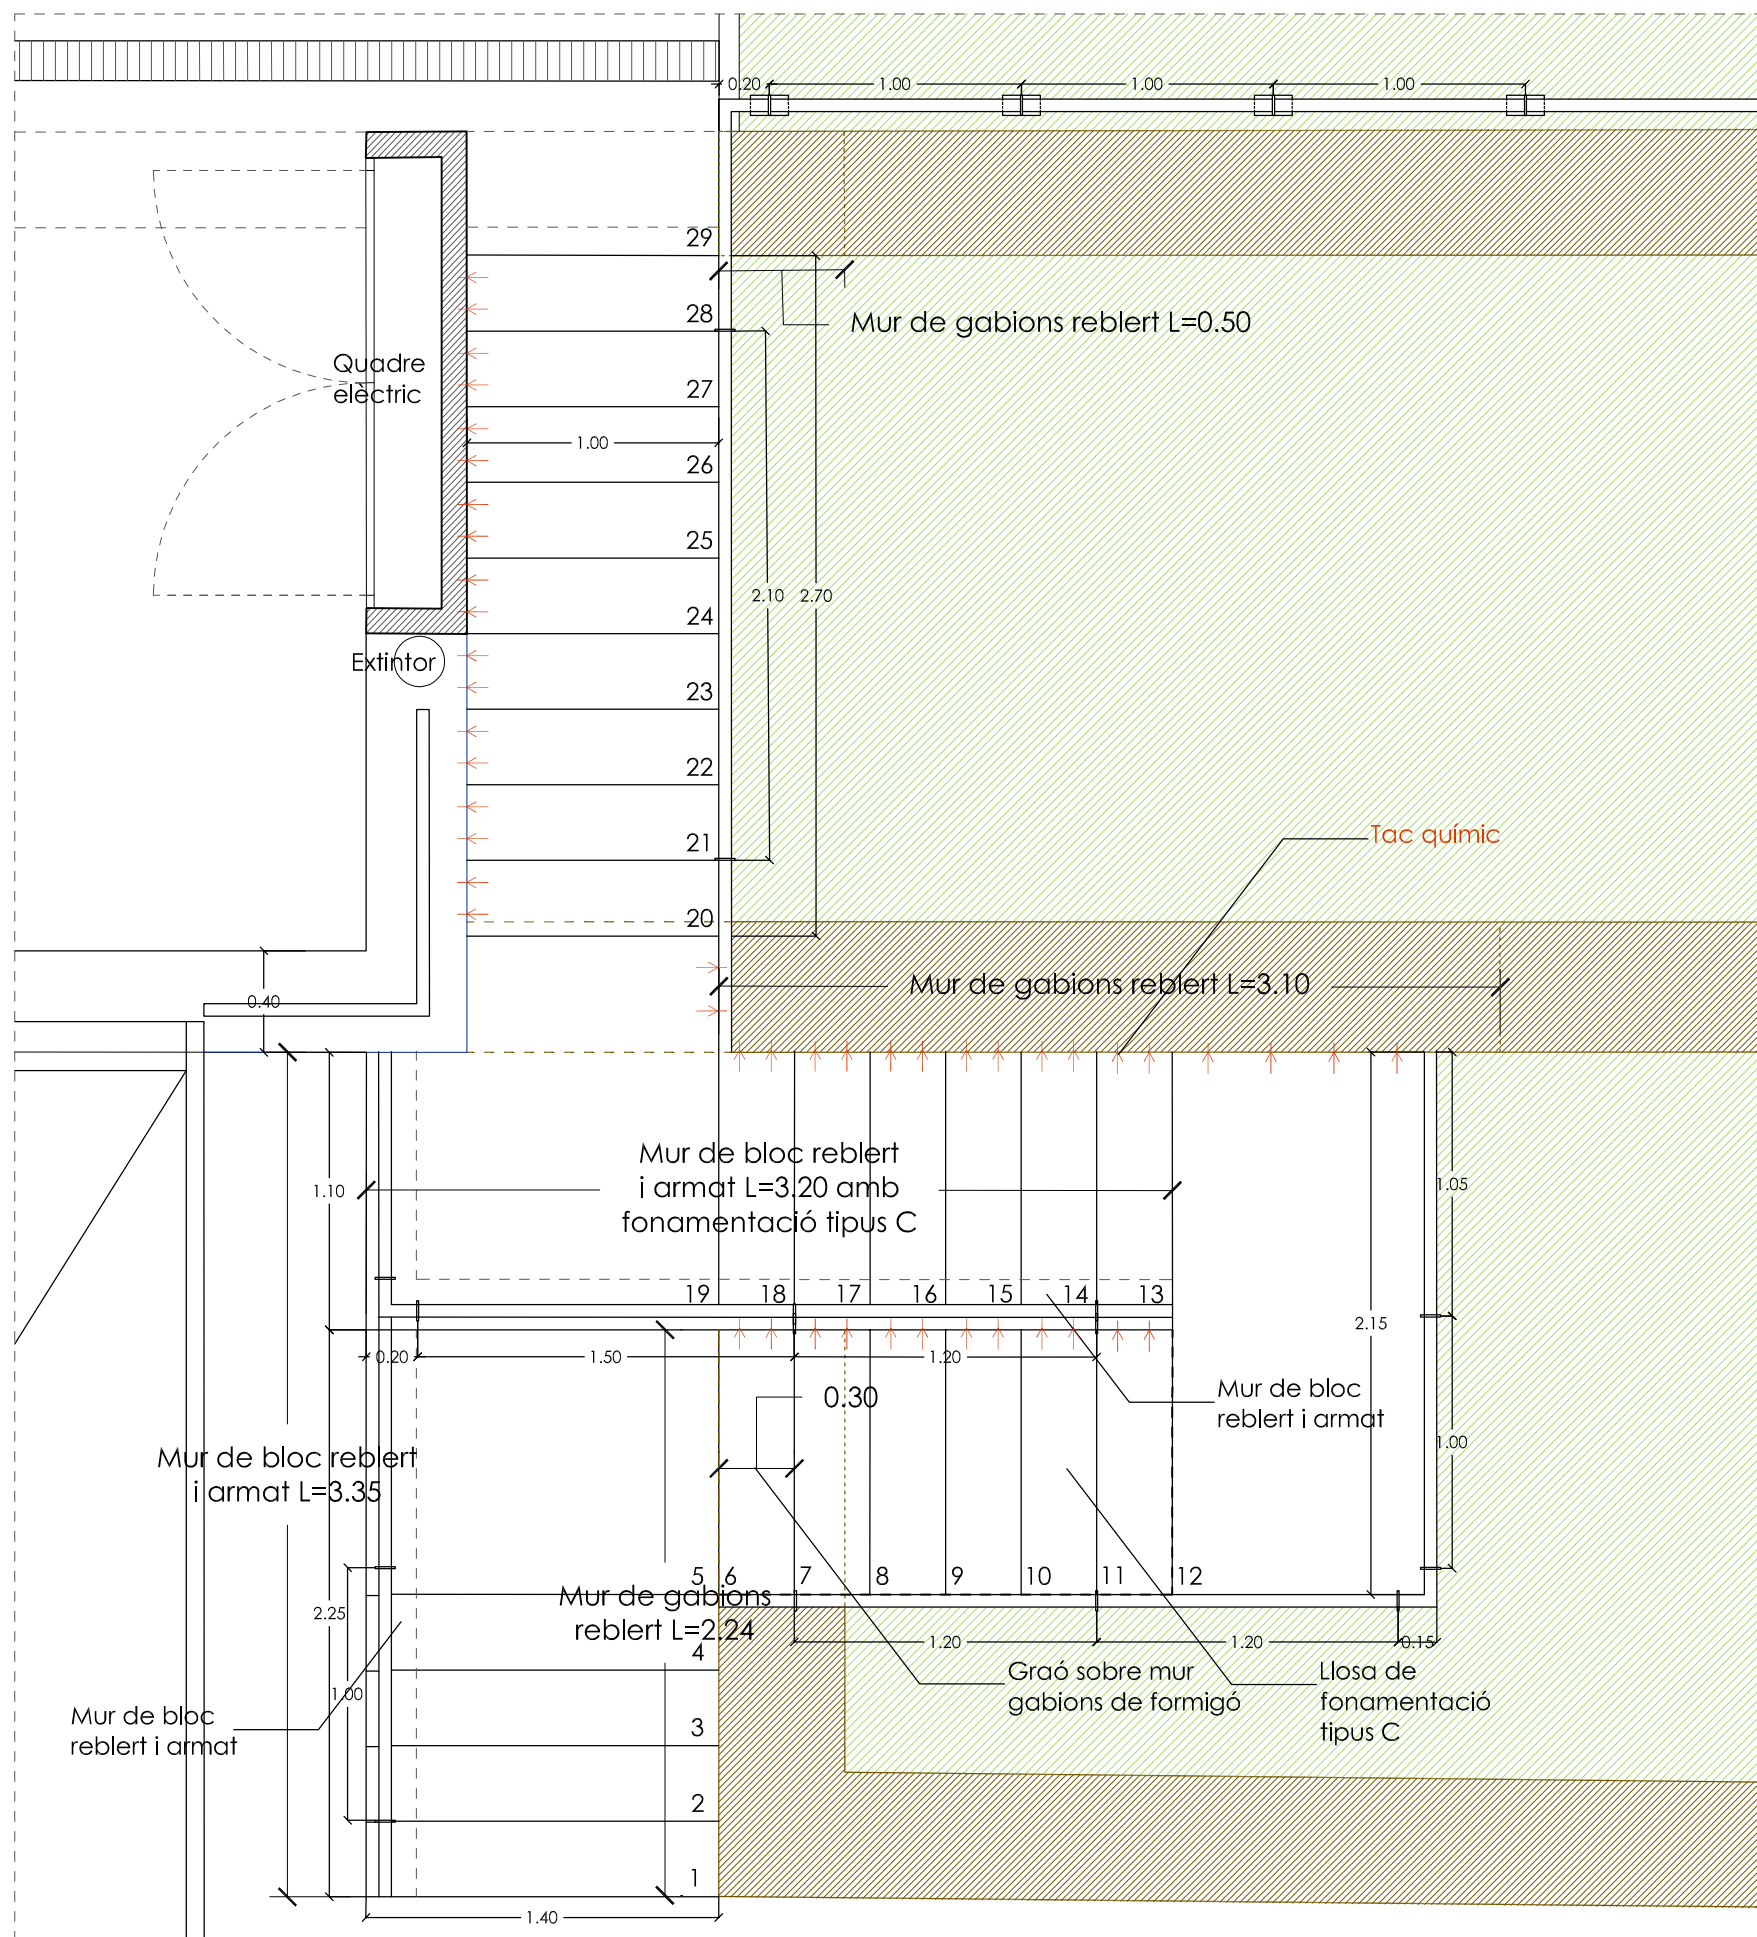 0.20
1.00
1.00
1.00
29
28
Mur de gabions reblert L=0.50
Quadre
elèctric
27
1.00
26
25
2.10
2.70
24
Extintor
23
22
21
Tac químic
20
Mur de gabions reblert L=3.10
0.40
Mur de bloc reblert
i armat L=3.20 amb
fonamentació tipus C
1.10
1.05
19
18
17
16
15
14
13
2.15
0.20
1.50
1.20
0.30
Mur de bloc
reblert i armat
1.00
Mur de bloc reblert
i armat L=3.35
5
6
7
8
9
10
11
12
Mur de gabions
reblert L=2.24
2.25
1.20
1.20
0.15
4
Graó sobre mur
gabions de formigó
Llosa de
fonamentació
tipus C
1.00
Mur de bloc
reblert i armat
3
2
1
1.40